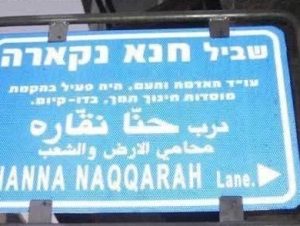 שביל חנא נקארה
עו"ד האדמה והעם. היה פעיל בהקמת
מוסדות חינוך תמך, בדו-קיום.
درب حنّا نقّاره
محامي الارض والشعب
HANNA NAQQARAH Lane.